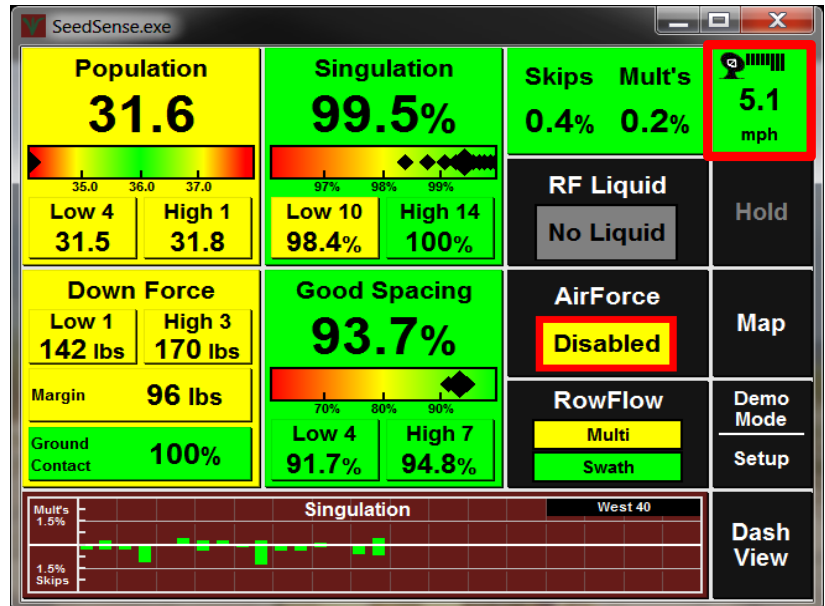 SeedSense.exe
Population
31.6
35.0 36.0 37.0
Low 4 High 1
31.5 31.8
Singulation
99.5%
97% 98% 99%
Low 10 High 14
98.4% 100%
Skips Mult's
0.4% 0.2%
5.1
mph
RF Liquid
No Liquid
Hold
Down Force
Low 1 High 3
142 lbs 170 lbs
Margin 96 lbs
Ground
Contact 100%
Good Spacing
93.7%
70% 80% 90%
Low 4 High 7
91.7% 94.8%
AirForce
Disabled
Map
RowFlow
Multi
Swath
Demo
Mode
Setup
Singulation West 40
Mult's
1.5%
1.5%
Skips
Dash
View